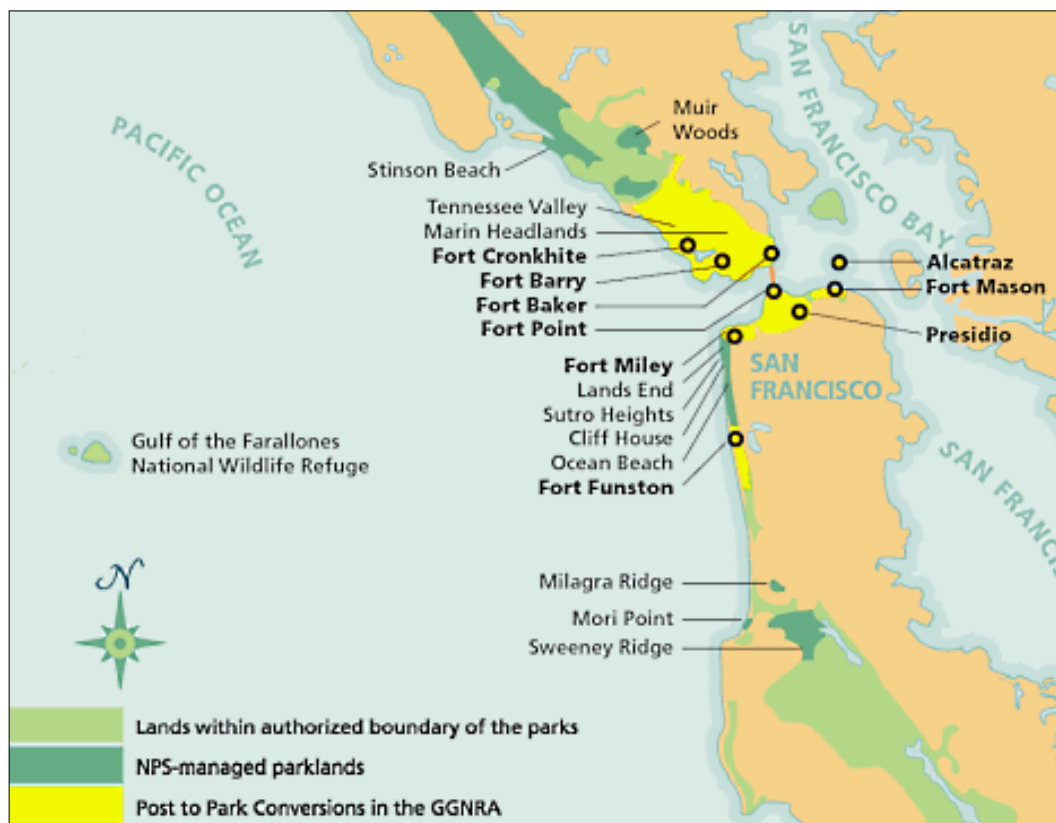 PACIFIC OCEAN
SAN FRANCISCO BAY
Muir
Woods
Stinson Beach
Tennessee Valley
Marin Headlands
Fort Cronkhite
Fort Barry
Fort Baker
Fort Point
Alcatraz
Fort Mason
Presidio
Fort Miley
Lands End
Sutro Heights
Cliff House
Ocean Beach
Fort Funston
SAN
FRANCISCO
Gulf of the Farallones
National Wildlife Refuge
SAN FRANCISC
Milagra Ridge
Mori Point
Sweeney Ridge
N
Lands within authorized boundary of the parks
NPS-managed parklands
Post to Park Conversions in the GGNRA